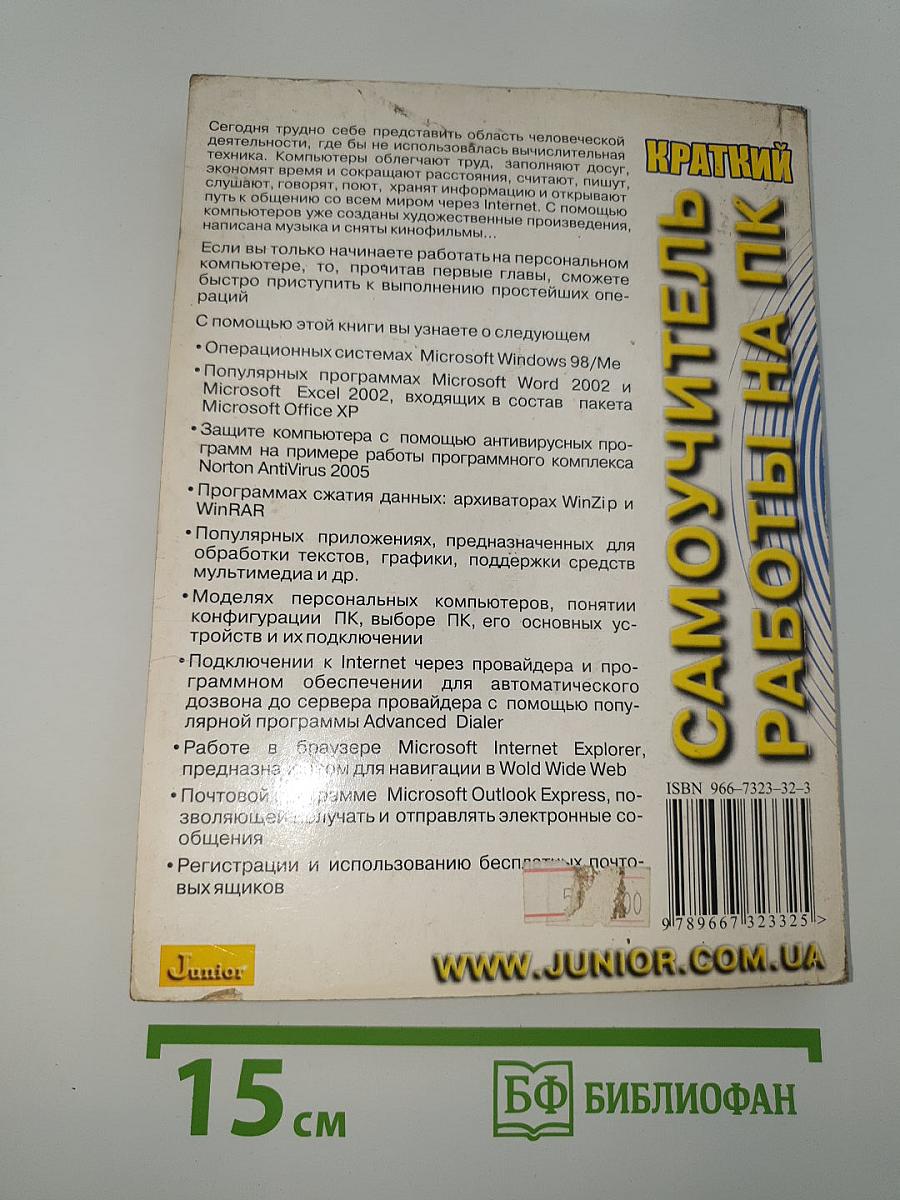 Сегодня трудно себе представить область человеческой
деятельности, где бы не использовалась вычислительная
техника. Компьютеры облегчают труд, заполняют досуг,
экономят время и сокращают расстояния, считают, пишут,
слушают, говорят, поют, хранят информацию и открывают
путь к общению со всем миром через Internet. С помощью
компьютеров уже созданы художественные произведения,
написана музыка и сняты кинофильмы...
Если вы только начинаете работать на персональном
компьютере, то, прочитав первые главы, сможете
быстро приступить к выполнению простейших опе-
раций
С помощью этой книги вы узнаете о следующем
• Операционных системах Microsoft Windows 98/Me
• Популярных программах Microsoft Word 2002 и
Microsoft Excel 2002, входящих в состав пакета
Microsoft Office XP
• Защите компьютера с помощью антивирусных про-
грамм на примере работы программного комплекса
Norton AntiVirus 2005
• Программах сжатия данных: архиваторах WinZip и
WinRAR
• Популярных приложениях, предназначенных для
обработки текстов, графики, поддержки средств
мультимедиа и др.
• Моделях персональных компьютеров, понятии
конфигурации ПК, выборе ПК, его основных ус-
тройств и их подключении
• Подключении к Internet через провайдера и про-
граммном обеспечении для автоматического
дозвона до сервера провайдера с помощью попу-
лярной программы Advanced Dialer
• Работе в браузере Microsoft Internet Explorer,
для навигации в Wold Wide Web
• Почтовой программе Microsoft Outlook Express, по-
зволяющей получать и отправлять электронные со-
общения
• Регистрации и использованию бесплатных почто-
вых ящиков
КРАТКИЙ
САМОУЧИТЕЛЬ
РАБОТЫ НА ПК
ISBN 966-7323-32-3
9 789667 323325 >
Junior
WWW.JUNIOR.COM.UA
15 см
БФ БИБЛИОФАН